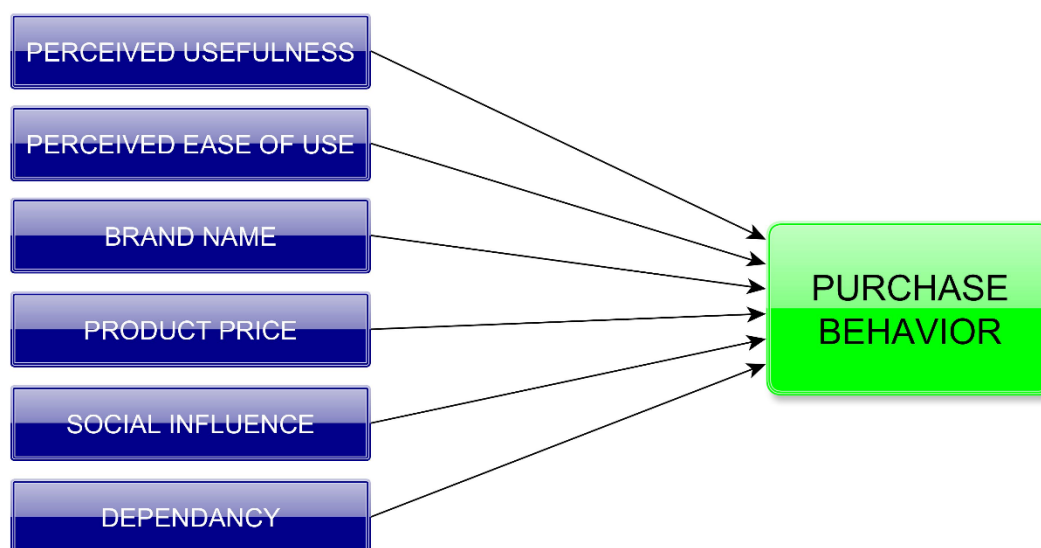 PERCEIVED USEFULNESS
PERCEIVED EASE OF USE
BRAND NAME
PRODUCT PRICE
SOCIAL INFLUENCE
DEPENDANCY
PURCHASE
BEHAVIOR